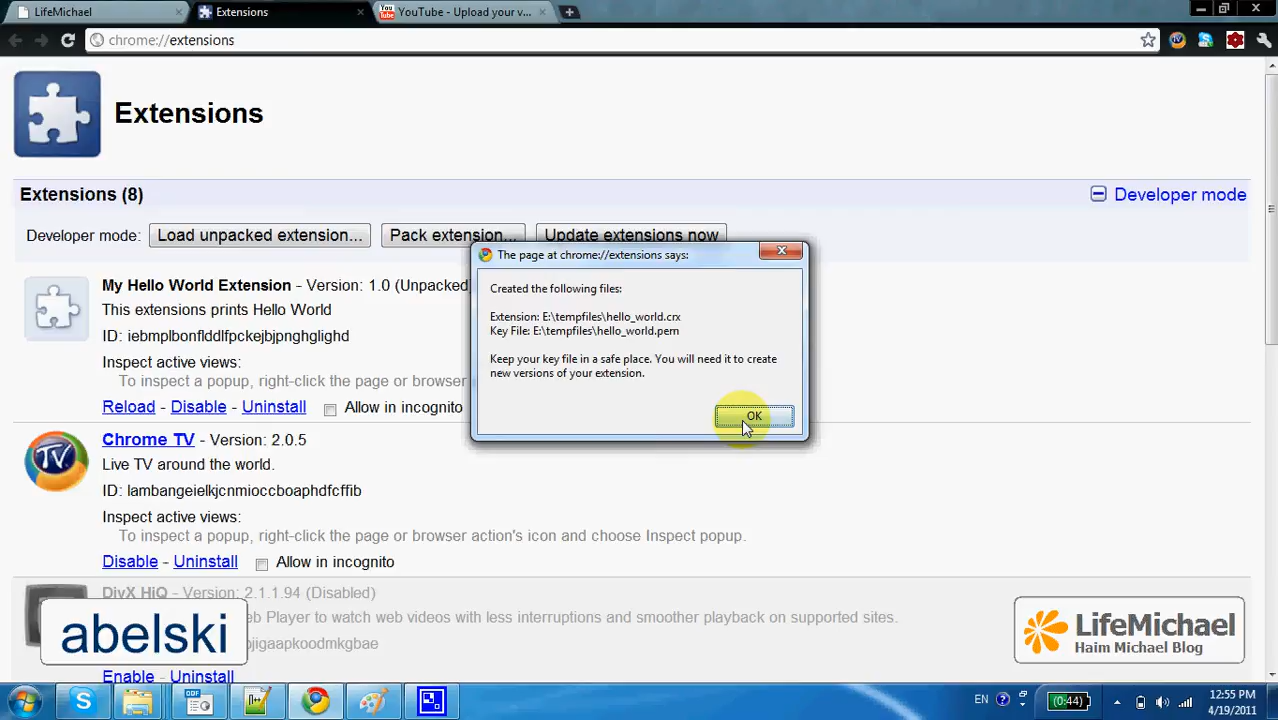 LifeMichael
Extensions
YouTube - Upload your v...
chrome://extensions
Extensions
Extensions (8)
Developer mode
Developer mode:
Load unpacked extension...
Pack extension...
Update extensions now
My Hello World Extension - Version: 1.0 (Unpacked)
This extensions prints Hello World
ID: iebmplbonflddlfpckejbjpnghlighd
Inspect active views:
To inspect a popup, right-click the page or browser
Reload - Disable - Uninstall
Allow in incognito
The page at chrome://extensions says:
Created the following files:
Extension: E:\tempfiles\hello_world.crx
Key File: E:\tempfiles\hello_world.pem
Keep your key file in a safe place. You will need it to create
new versions of your extension.
OK
Chrome TV - Version: 2.0.5
Live TV around the world.
ID: lambangeielkjcnmioccboaphdfcffib
Inspect active views:
To inspect a popup, right-click the page or browser action's icon and choose Inspect popup.
Disable - Uninstall
Allow in incognito
DivX HiQ - Version: 2.1.1.94 (Disabled)
eb Player to watch web videos with less interruptions and smoother playback on supported sites.
ojigaapkoodmkgbae
Enable - Uninstall
abelski
LifeMichael
Haim Michael Blog
EN
(0:44)
12:55 PM
4/19/2011